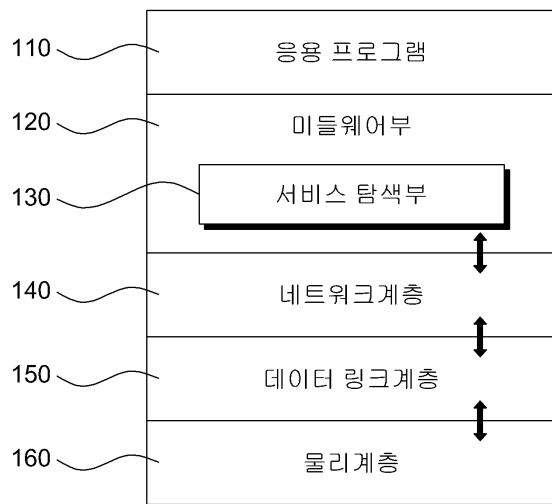 110 응용 프로그램
120 미들웨어부
130 서비스 탐색부
140 네트워크계층
150 데이터 링크계층
160 물리계층